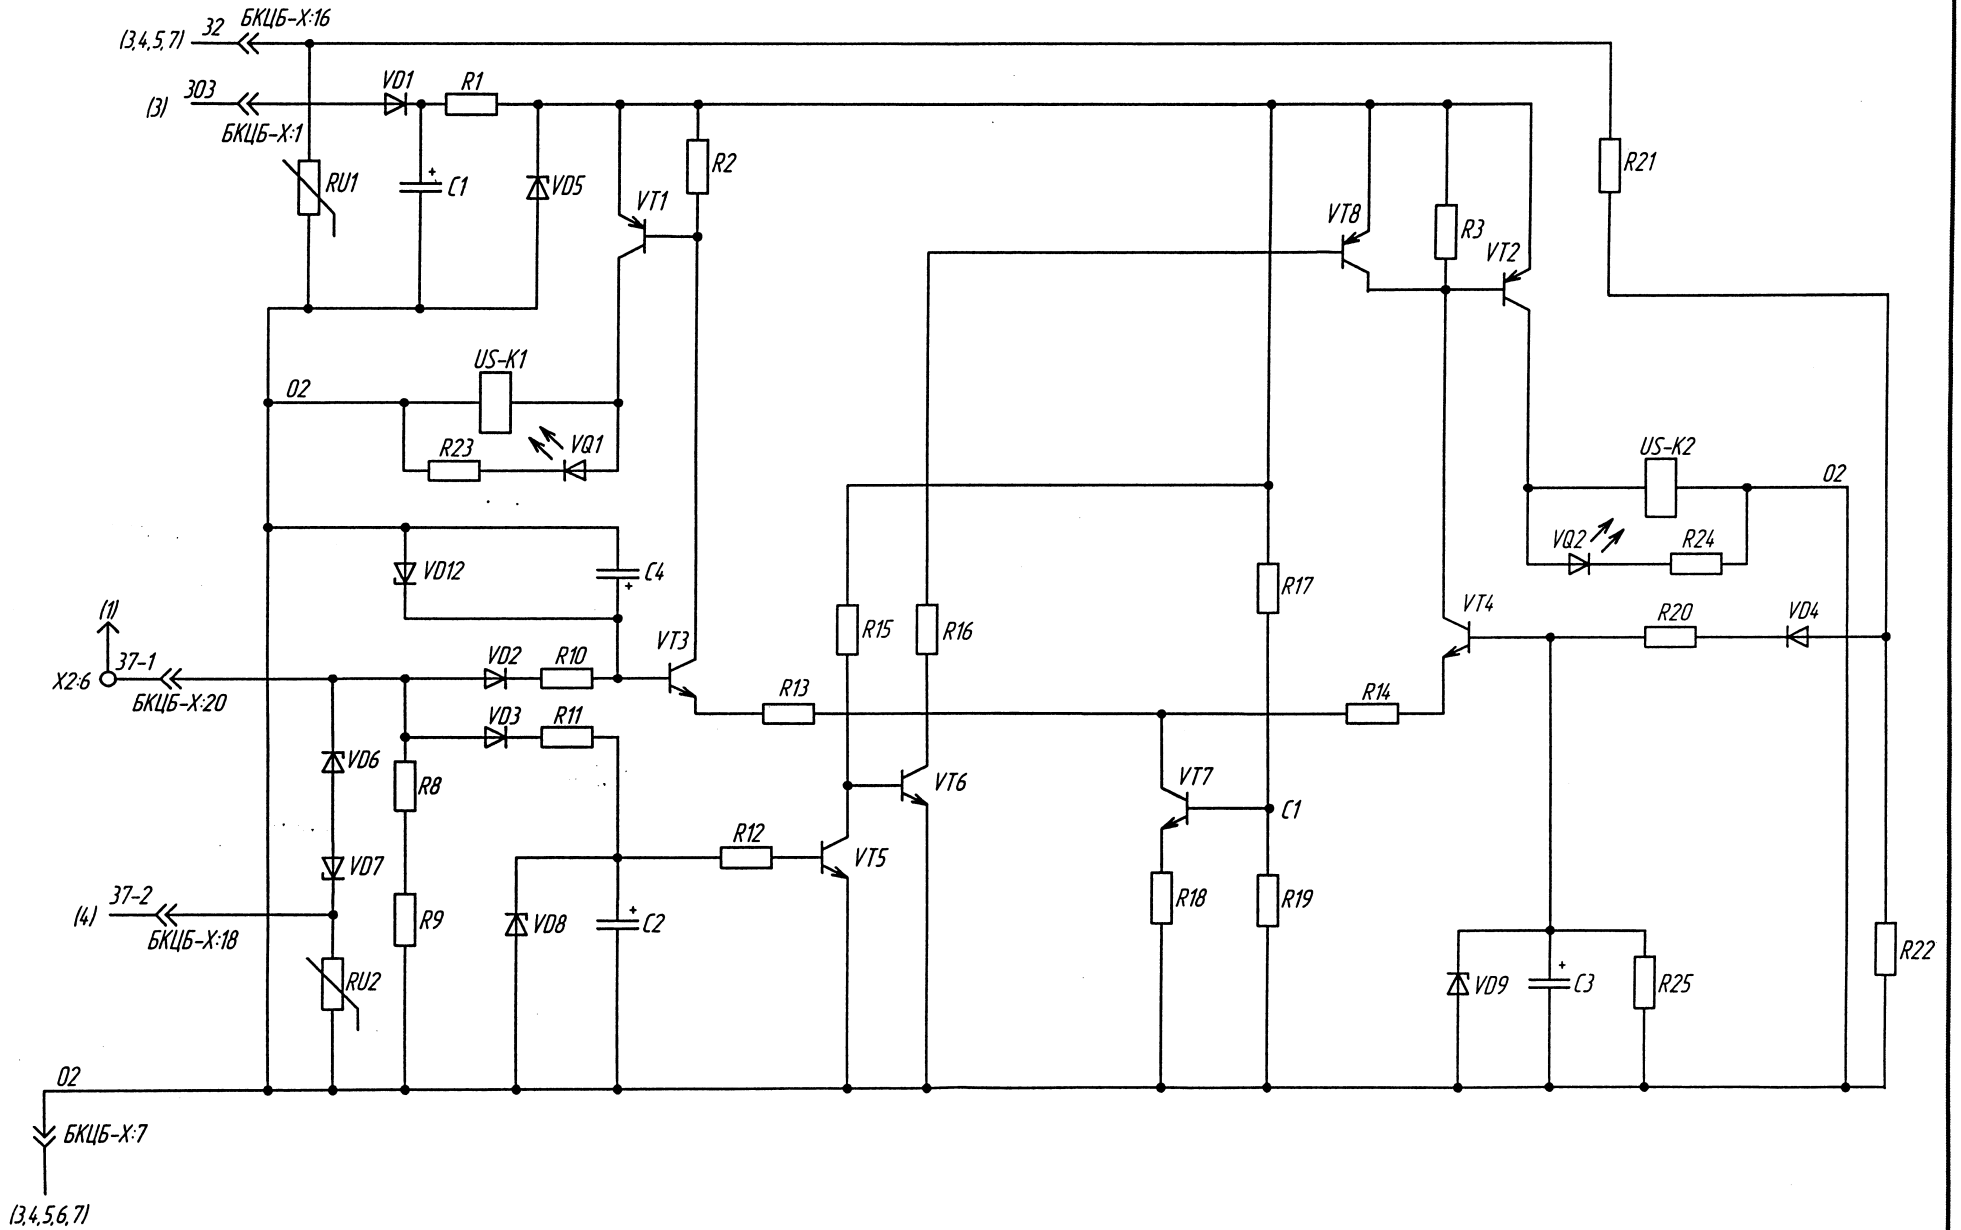 БКЦБ-Х:16
(3,4,5,7) 32
303
(3)
БКЦБ-Х:1
VD1
R1
RU1
C1
+
VD5
VT1
R2
VT8
R3
VT2
R21
US-K1
02
R23
VQ1
US-K2
02
VQ2
R24
VD12
C4
+
(1)
37-1
X2:6
БКЦБ-Х:20
VD2
R10
VT3
R15
R16
R17
VT4
R20
VD4
R13
R14
VD3
R11
VD6
R8
VT6
VT7
C1
R12
VT5
VD7
37-2
(4)
БКЦБ-Х:18
R9
VD8
+
C2
R18
R19
RU2
VD9
+
C3
R25
R22
02
БКЦБ-Х:7
(3,4,5,6,7)